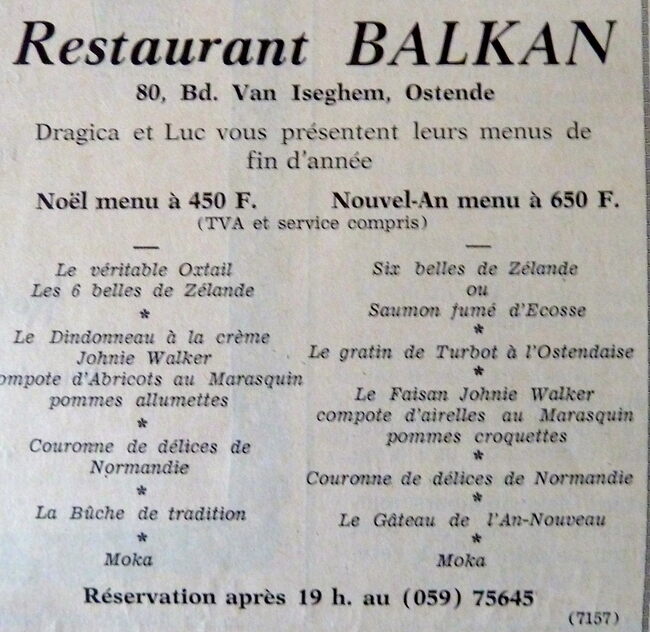 Restaurant BALKAN
80, Bd. Van Iseghem, Ostende
Dragica et Luc vous présentent leurs menus de
fin d'année
Noël menu à 450 F.
Nouvel-An menu à 650 F.
(TVA et service compris)
—
Le véritable Oxtail
Les 6 belles de Zélande
*
Le Dindonneau à la crème
Johnie Walker
ompote d'Abricots au Marasquin
pommes allumettes
*
Couronne de délices de
Normandie
*
La Bûche de tradition
*
Moka
—
Six belles de Zélande
ou
Saumon fumé d'Ecosse
*
Le gratin de Turbot à l'Ostendaise
*
Le Faisan Johnie Walker
compote d'airelles au Marasquin
pommes croquettes
*
Couronne de délices de Normandie
*
Le Gâteau de l'An-Nouveau
*
Moka
Réservation après 19 h. au (059) 75645
(7157)